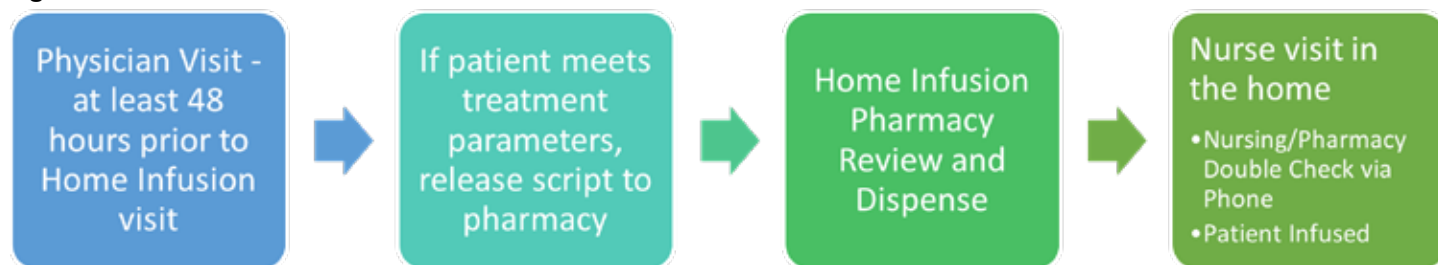 Physician Visit -
at least 48
hours prior to
Home Infusion
visit
If patient meets
treatment
parameters,
release script to
pharmacy
Home Infusion
Pharmacy
Review and
Dispense
Nurse visit in
the home
•Nursing/Pharmacy
Double Check via
Phone
•Patient Infused